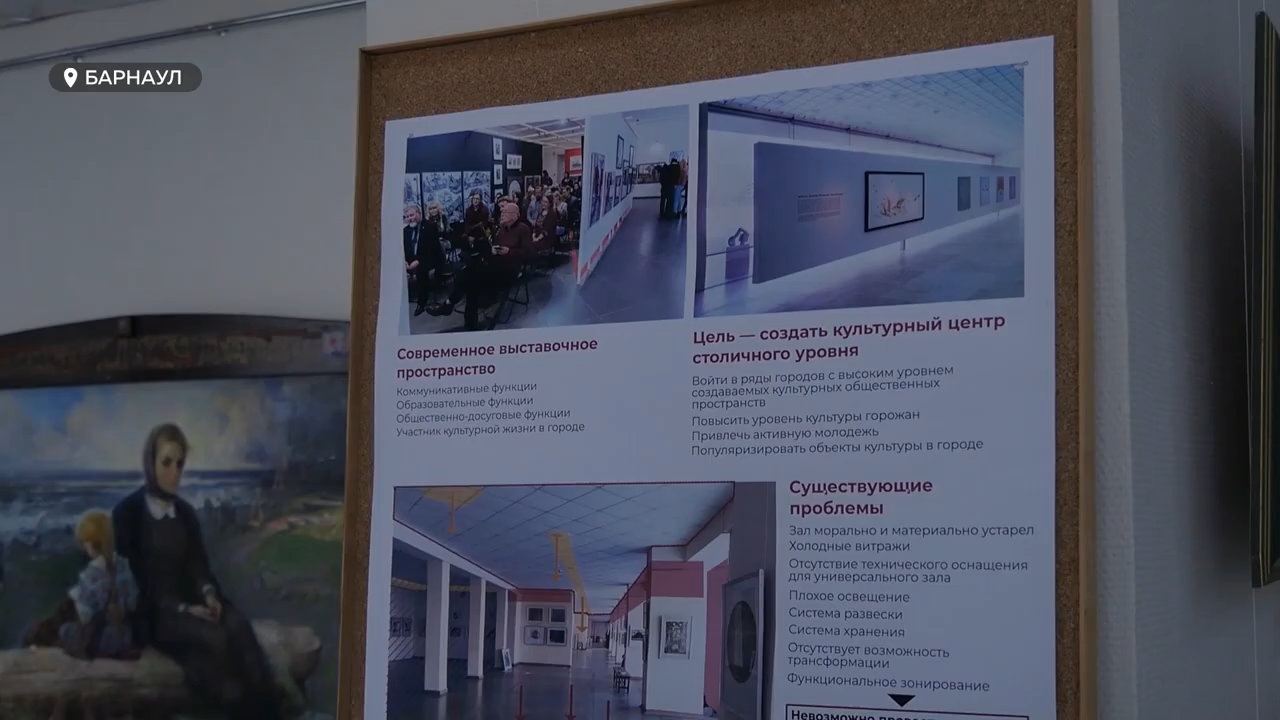 БАРНАУЛ
Современное выставочное
пространство
Коммуникативные функции
Образовательные функции
Общественно-досуговые функции
Участник культурной жизни в городе
Цель — создать культурный центр
столичного уровня
Войти в ряды городов с высоким уровнем
создаваемых культурных общественных
пространств
Повысить уровень культуры горожан
Привлечь активную молодежь
Популяризировать объекты культуры в городе
Существующие
проблемы
Зал морально и материально устарел
Холодные витражи
Отсутствие технического оснащения
для универсального зала
Плохое освещение
Система развески
Система хранения
Отсутствует возможность
трансформации
Функциональное зонирование
Невозможно